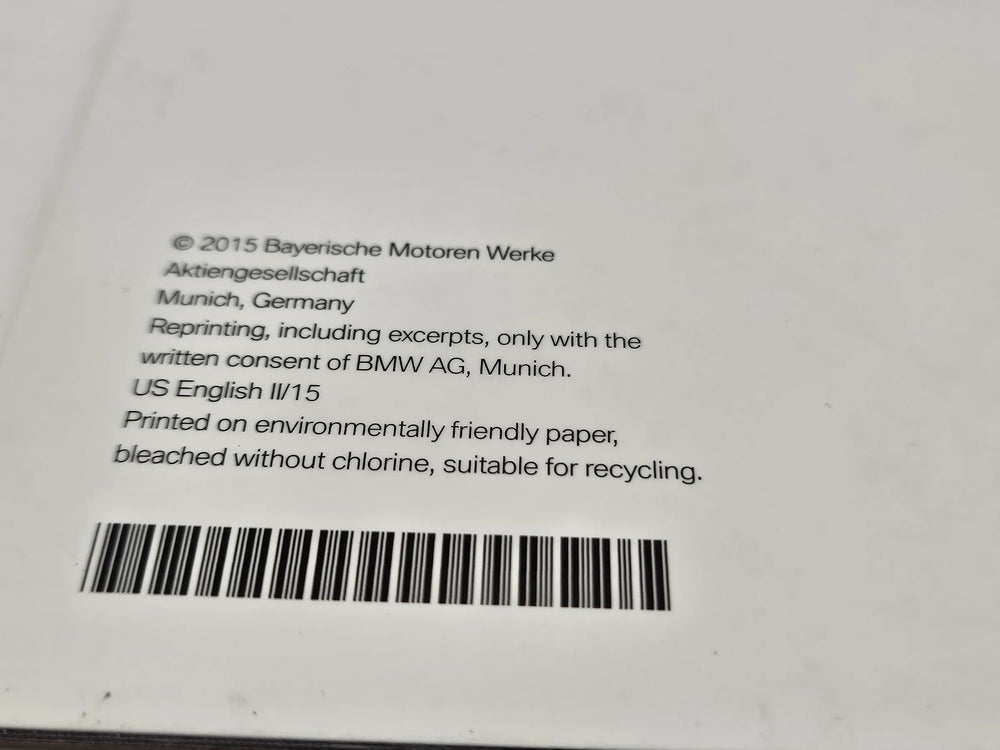 © 2015 Bayerische Motoren Werke
Aktiengesellschaft
Munich, Germany
Reprinting, including excerpts, only with the
written consent of BMW AG, Munich.
US English II/15
Printed on environmentally friendly paper,
bleached without chlorine, suitable for recycling.